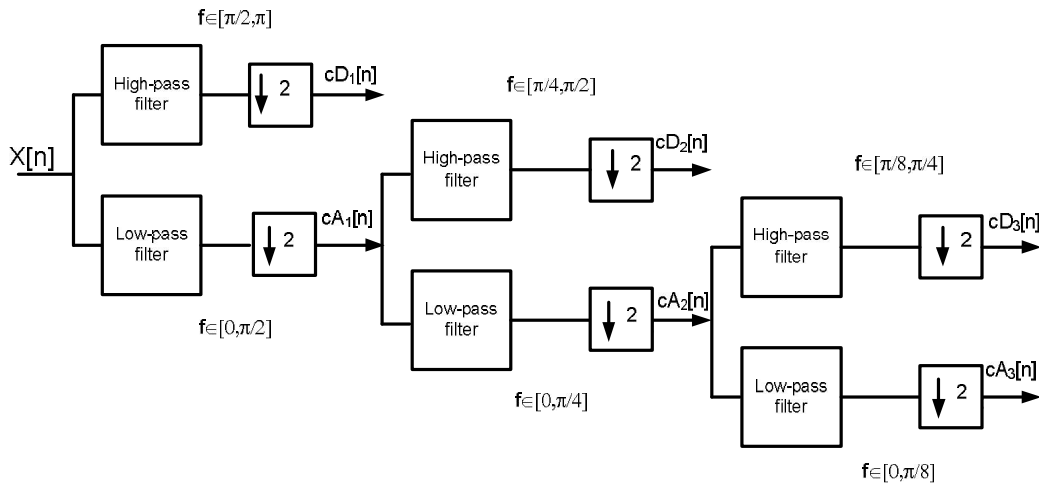 f∈[π/2,π]
High-pass
filter
2
cD₁[n]
X[n]
Low-pass
filter
2
cA₁[n]
f∈[0,π/2]
f∈[π/4,π/2]
High-pass
filter
2
cD₂[n]
Low-pass
filter
2
cA₂[n]
f∈[0,π/4]
f∈[π/8,π/4]
High-pass
filter
2
cD₃[n]
Low-pass
filter
2
cA₃[n]
f∈[0,π/8]